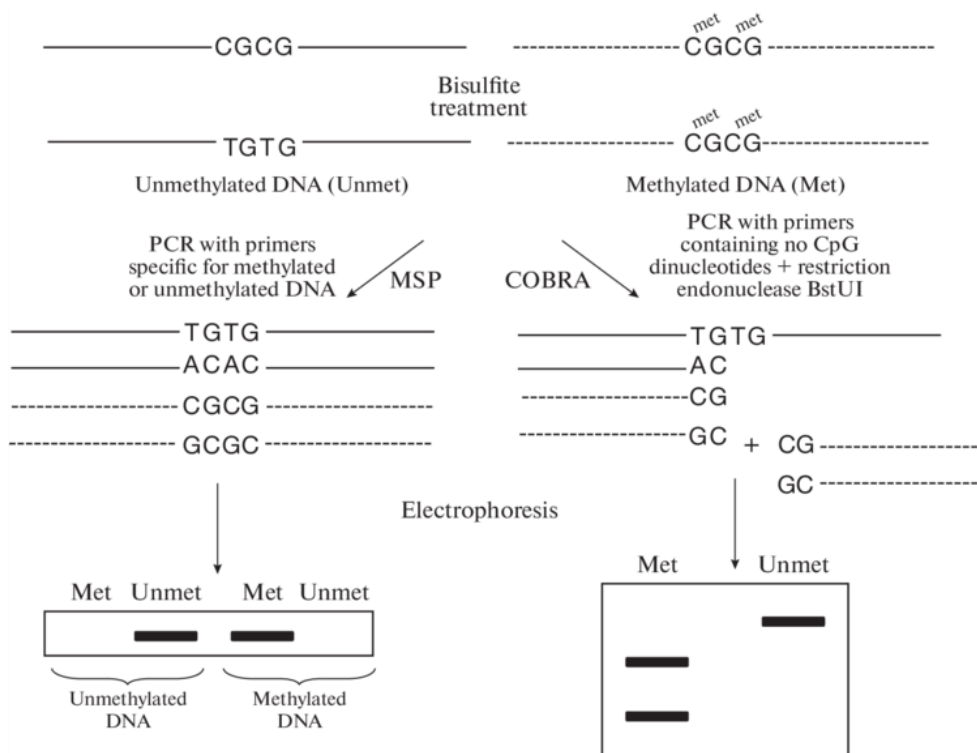 CGCG
met met
CGCG
Bisulfite
treatment
TGTG
met met
CGCG
Unmethylated DNA (Unmet)
Methylated DNA (Met)
PCR with primers
specific for methylated
or unmethylated DNA
MSP
COBRA
PCR with primers
containing no CpG
dinucleotides + restriction
endonuclease BstUI
TGTG
ACAC
CGCG
GCGC
TGTG
AC
CG
GC + CG
GC
Electrophoresis
Met Unmet Met Unmet
Unmethylated
DNA
Methylated
DNA
Met Unmet